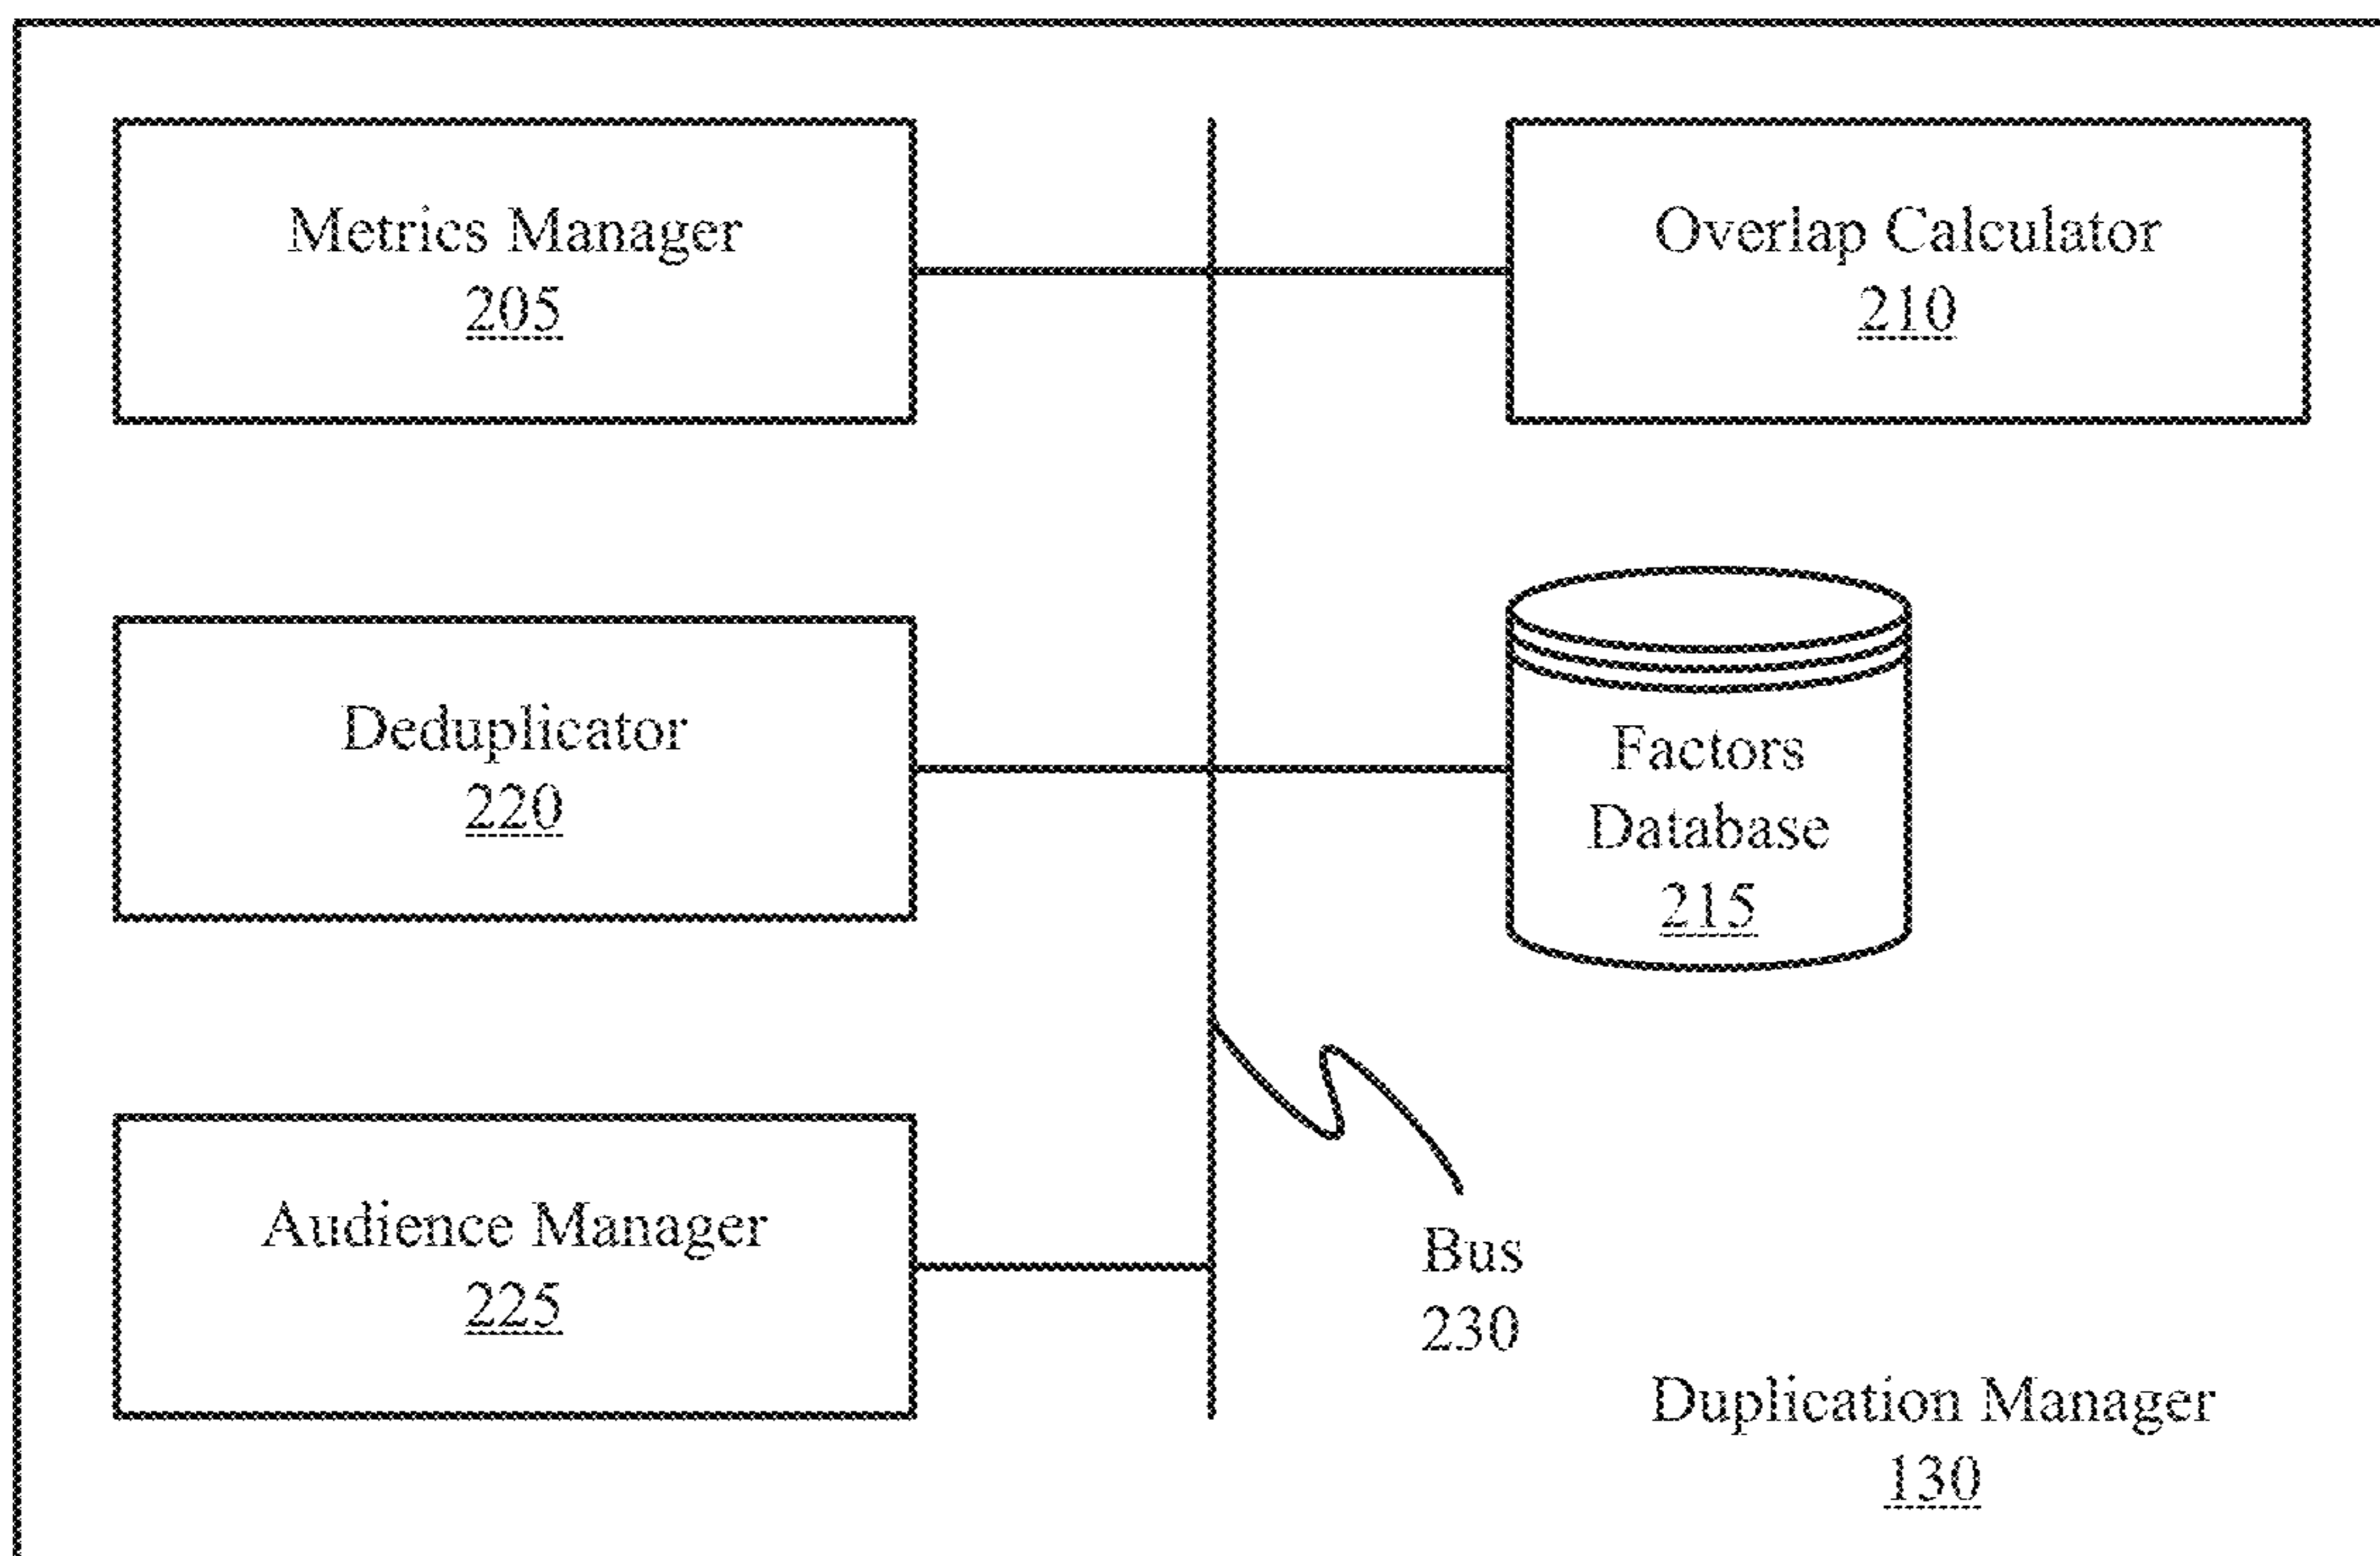 Metrics Manager
205
Overlap Calculator
210
Deduplicator
220
Factors
Database
215
Audience Manager
225
Bus
230
Duplication Manager
130